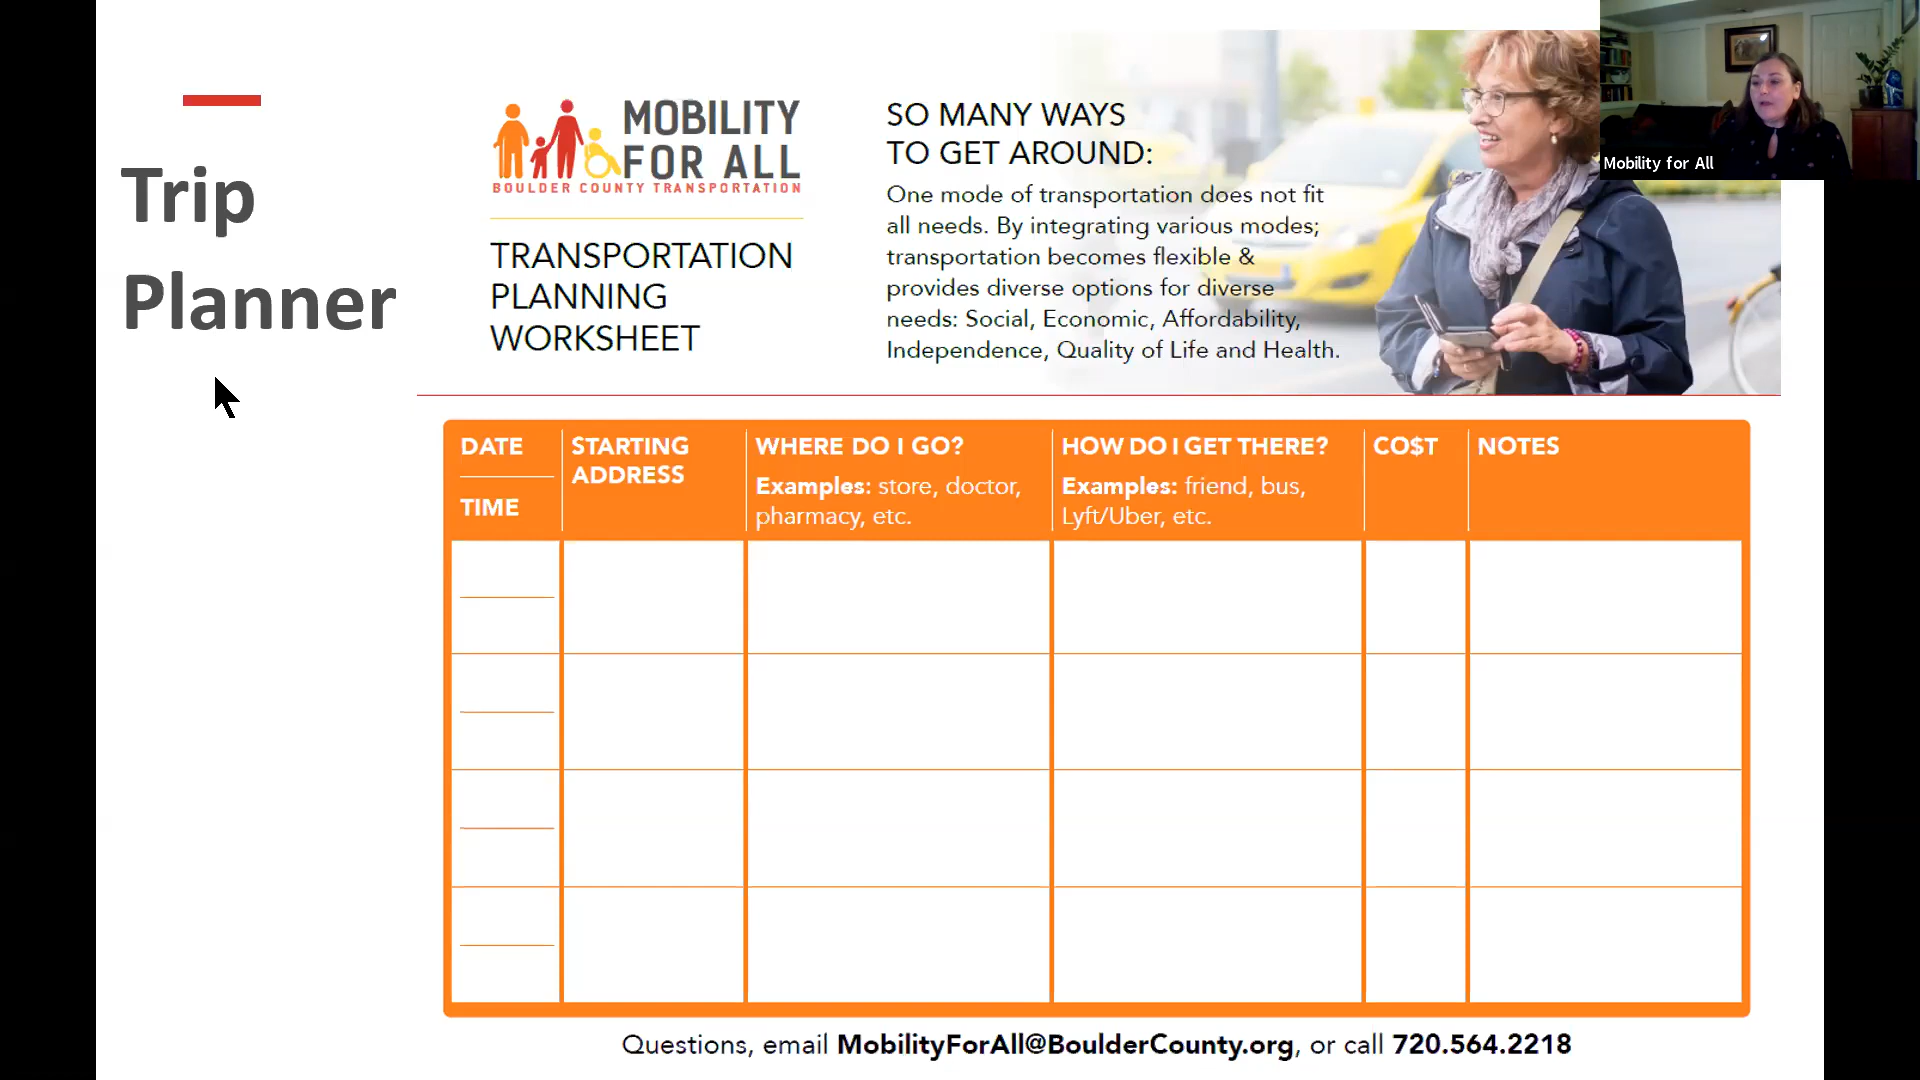 Trip
Planner
MOBILITY
FOR ALL
BOULDER COUNTY TRANSPORTATION
TRANSPORTATION
PLANNING
WORKSHEET
SO MANY WAYS
TO GET AROUND:
One mode of transportation does not fit
all needs. By integrating various modes;
transportation becomes flexible &
provides diverse options for diverse
needs: Social, Economic, Affordability,
Independence, Quality of Life and Health.
Mobility for All
DATE
TIME
STARTING
ADDRESS
WHERE DO I GO?
Examples: store, doctor,
pharmacy, etc.
HOW DO I GET THERE?
Examples: friend, bus,
Lyft/Uber, etc.
CO$T
NOTES
Questions, email MobilityForAll@BoulderCounty.org, or call 720.564.2218